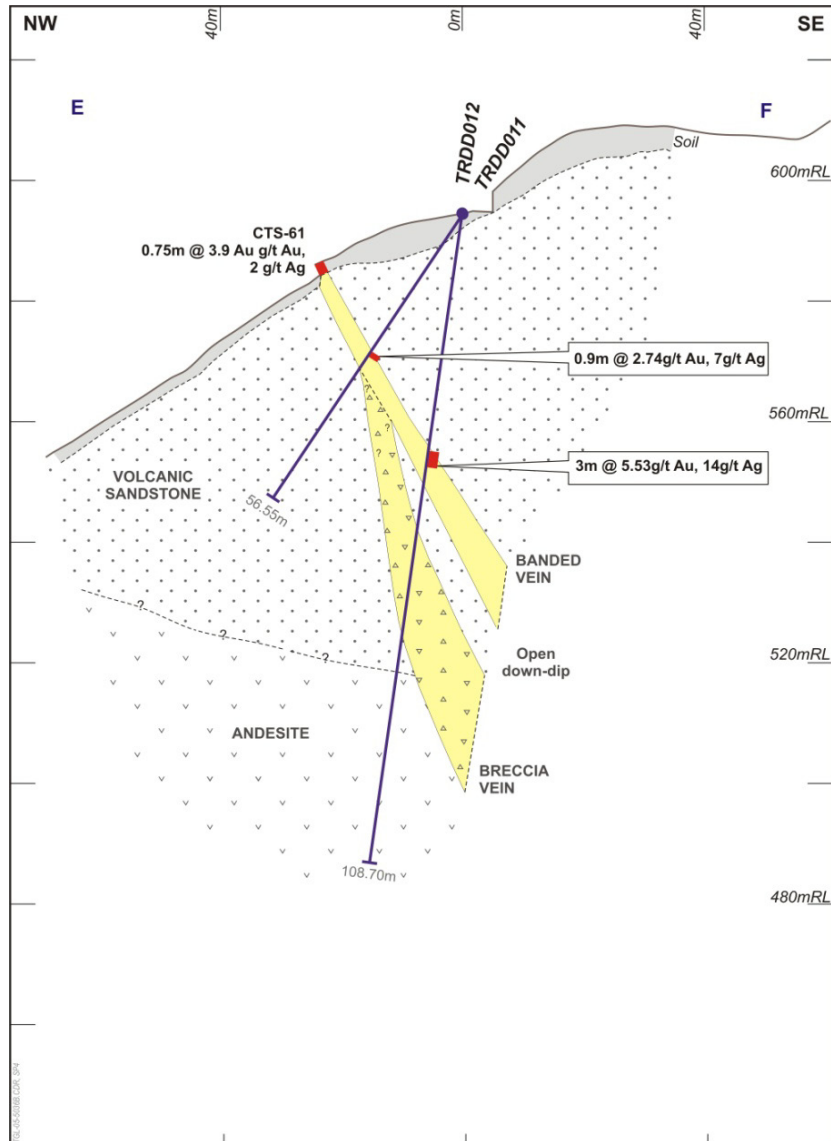 NW
40m
0m
40m
SE
E
F
TRDD012
TRDD011
Soil
600mRL
CTS-61
0.75m @ 3.9 Au g/t Au,
2 g/t Ag
0.9m @ 2.74g/t Au, 7g/t Ag
560mRL
?
?
?
3m @ 5.53g/t Au, 14g/t Ag
VOLCANIC
SANDSTONE
56.55m
BANDED
VEIN
?
?
?
520mRL
Open
down-dip
ANDESITE
BRECCIA
VEIN
108.70m
480mRL